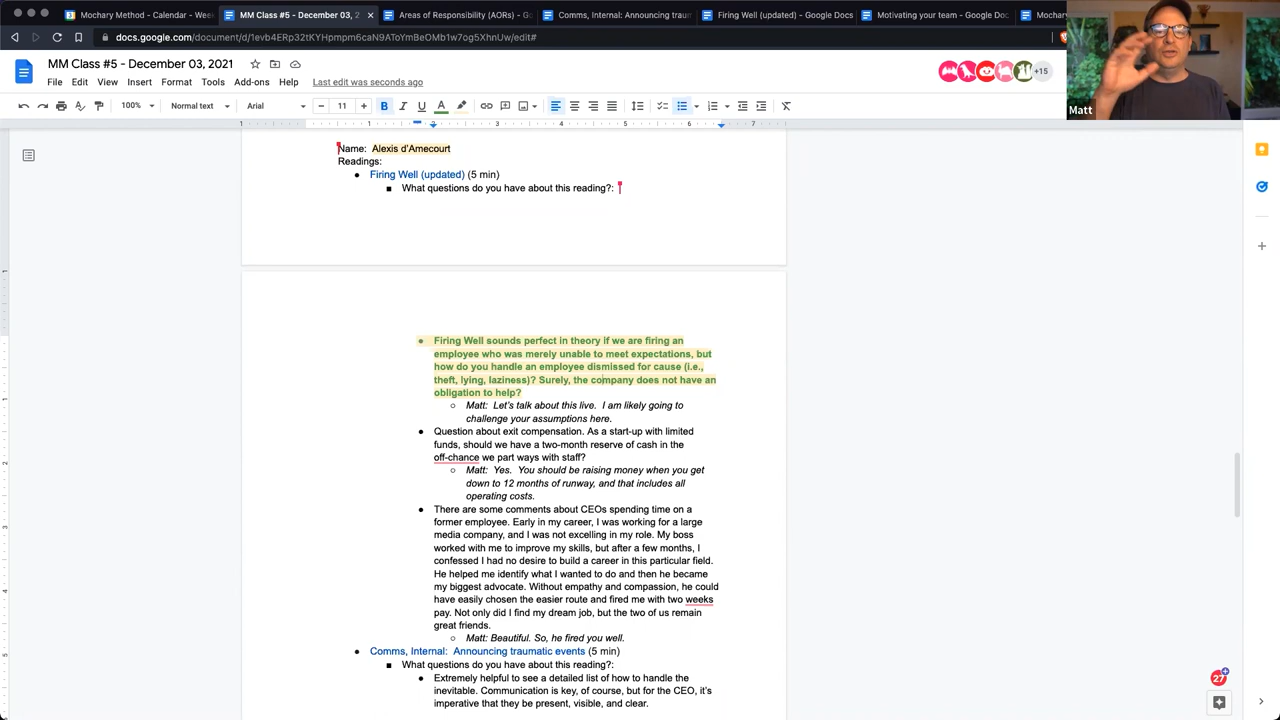 Mochary Method - Calendar - Week
MM Class #5 - December 03, 2
Areas of Responsibility (AORs) -
Comms, Internal: Announcing traum
Firing Well (updated) - Google Docs
Motivating your team - Google Doc
Mochary
docs.google.com/document/d/1evb4ERp32tKYHpmpm6caN9AToYmBeOMb1w7og5XhnUw/edit#
MM Class #5 - December 03, 2021
File Edit View Insert Format Tools Add-ons Help Last edit was seconds ago
+15
Matt
100% Normal text Arial 11
1 1 2 3 4 5 6 7
Name: Alexis d'Amecourt
Readings:
Firing Well (updated) (5 min)
What questions do you have about this reading?:
Firing Well sounds perfect in theory if we are firing an
employee who was merely unable to meet expectations, but
how do you handle an employee dismissed for cause (i.e.,
theft, lying, laziness)? Surely, the company does not have an
obligation to help?
Matt: Let's talk about this live. I am likely going to
challenge your assumptions here.
Question about exit compensation. As a start-up with limited
funds, should we have a two-month reserve of cash in the
off-chance we part ways with staff?
Matt: Yes. You should be raising money when you get
down to 12 months of runway, and that includes all
operating costs.
There are some comments about CEOs spending time on a
former employee. Early in my career, I was working for a large
media company, and I was not excelling in my role. My boss
worked with me to improve my skills, but after a few months, I
confessed I had no desire to build a career in this particular field.
He helped me identify what I wanted to do and then he became
my biggest advocate. Without empathy and compassion, he could
have easily chosen the easier route and fired me with two weeks
pay. Not only did I find my dream job, but the two of us remain
great friends.
Matt: Beautiful. So, he fired you well.
Comms, Internal: Announcing traumatic events (5 min)
What questions do you have about this reading?:
Extremely helpful to see a detailed list of how to handle the
inevitable. Communication is key, of course, but for the CEO, it's
imperative that they be present, visible, and clear.
27